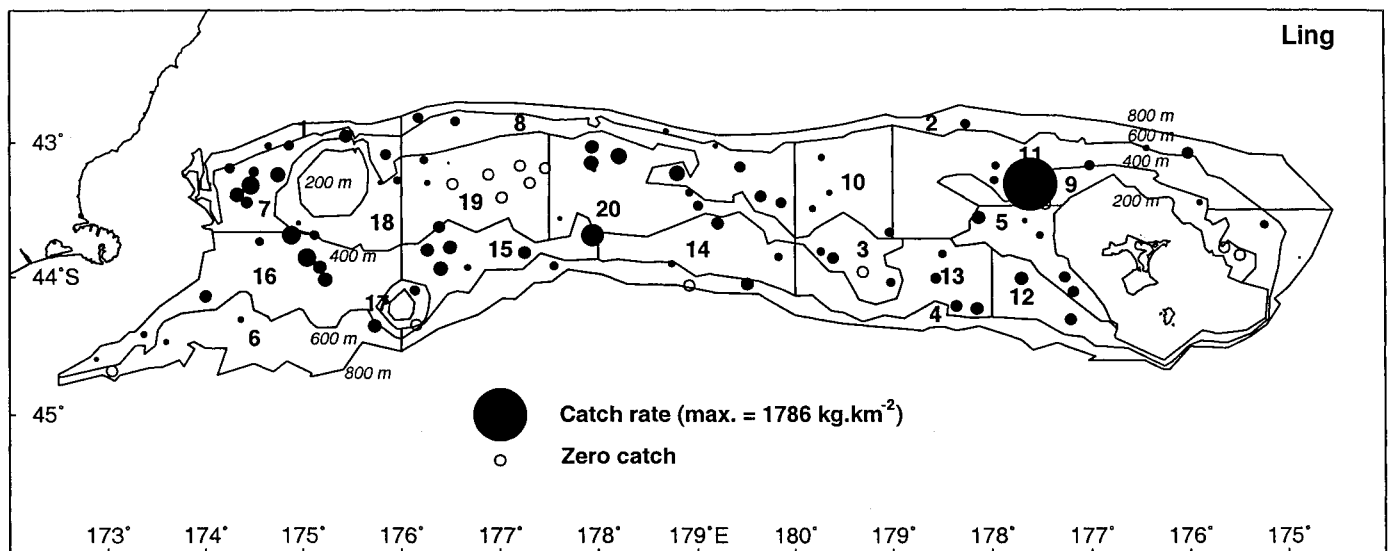 Ling
800 m
1
8
2
600 m
43°
11
400 m
200 m
10
9
200 m
19
7
18
20
5
400 m
15
14
3
44°S
16
13
17
12
4
6
600 m
800 m
45°
Catch rate (max. = 1786 kg.km-2)
Zero catch
173° 174° 175° 176° 177° 178° 179°E 180° 179° 178° 177° 176° 175°